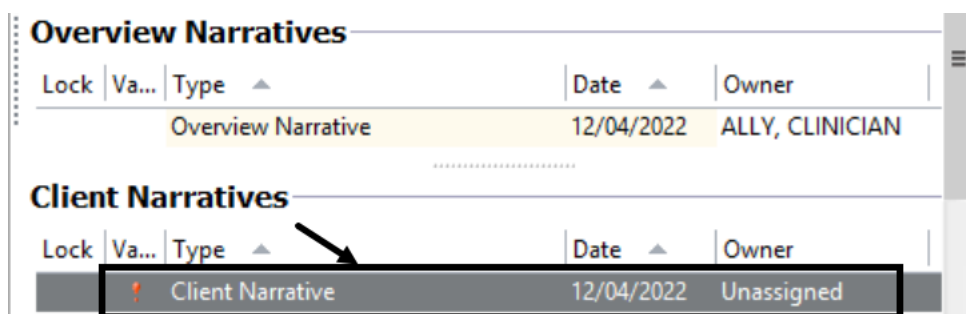 Overview Narratives
Lock Va... Type Date Owner
Overview Narrative 12/04/2022 ALLY, CLINICIAN
Client Narratives
Lock Va... Type Date Owner
Client Narrative 12/04/2022 Unassigned